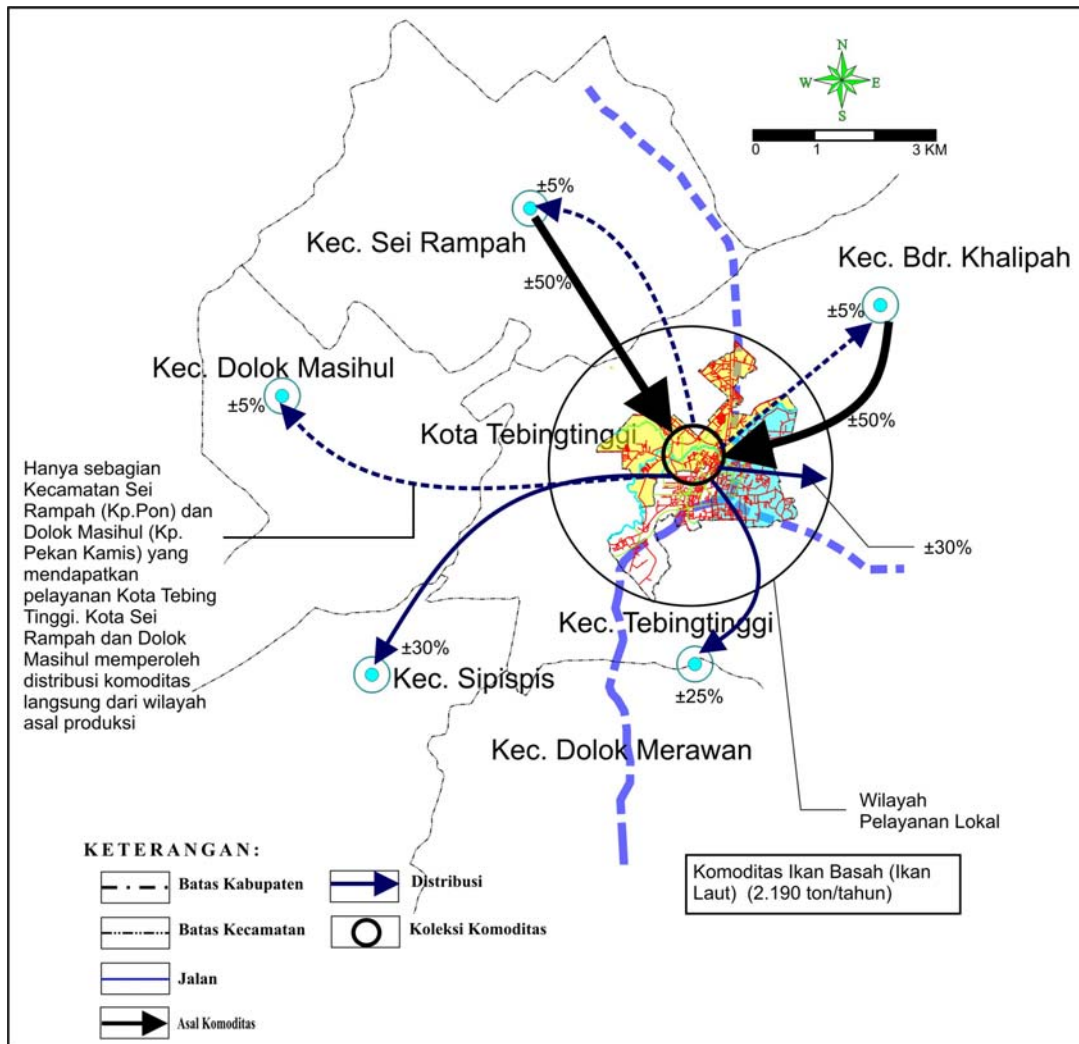 N
W
E
S
0
1
3 KM
±5%
Kec. Sei Rampah
±50%
Kec. Bdr. Khalipah
±5%
±50%
Kec. Dolok Masihul
±5%
Kota Tebingtinggi
Hanya sebagian
Kecamatan Sei
Rampah (Kp.Pon) dan
Dolok Masihul (Kp.
Pekan Kamis) yang
mendapatkan
pelayanan Kota Tebing
Tinggi. Kota Sei
Rampah dan Dolok
Masihul memperoleh
distribusi komoditas
langsung dari wilayah
asal produksi
±30%
Kec. Tebingtinggi
±30%
Kec. Sipispis
±25%
Kec. Dolok Merawan
Wilayah
Pelayanan Lokal
Komoditas Ikan Basah (Ikan
Laut) (2.190 ton/tahun)
KETERANGAN:
Batas Kabupaten
Distribusi
Batas Kecamatan
Koleksi Komoditas
Jalan
Asal Komoditas